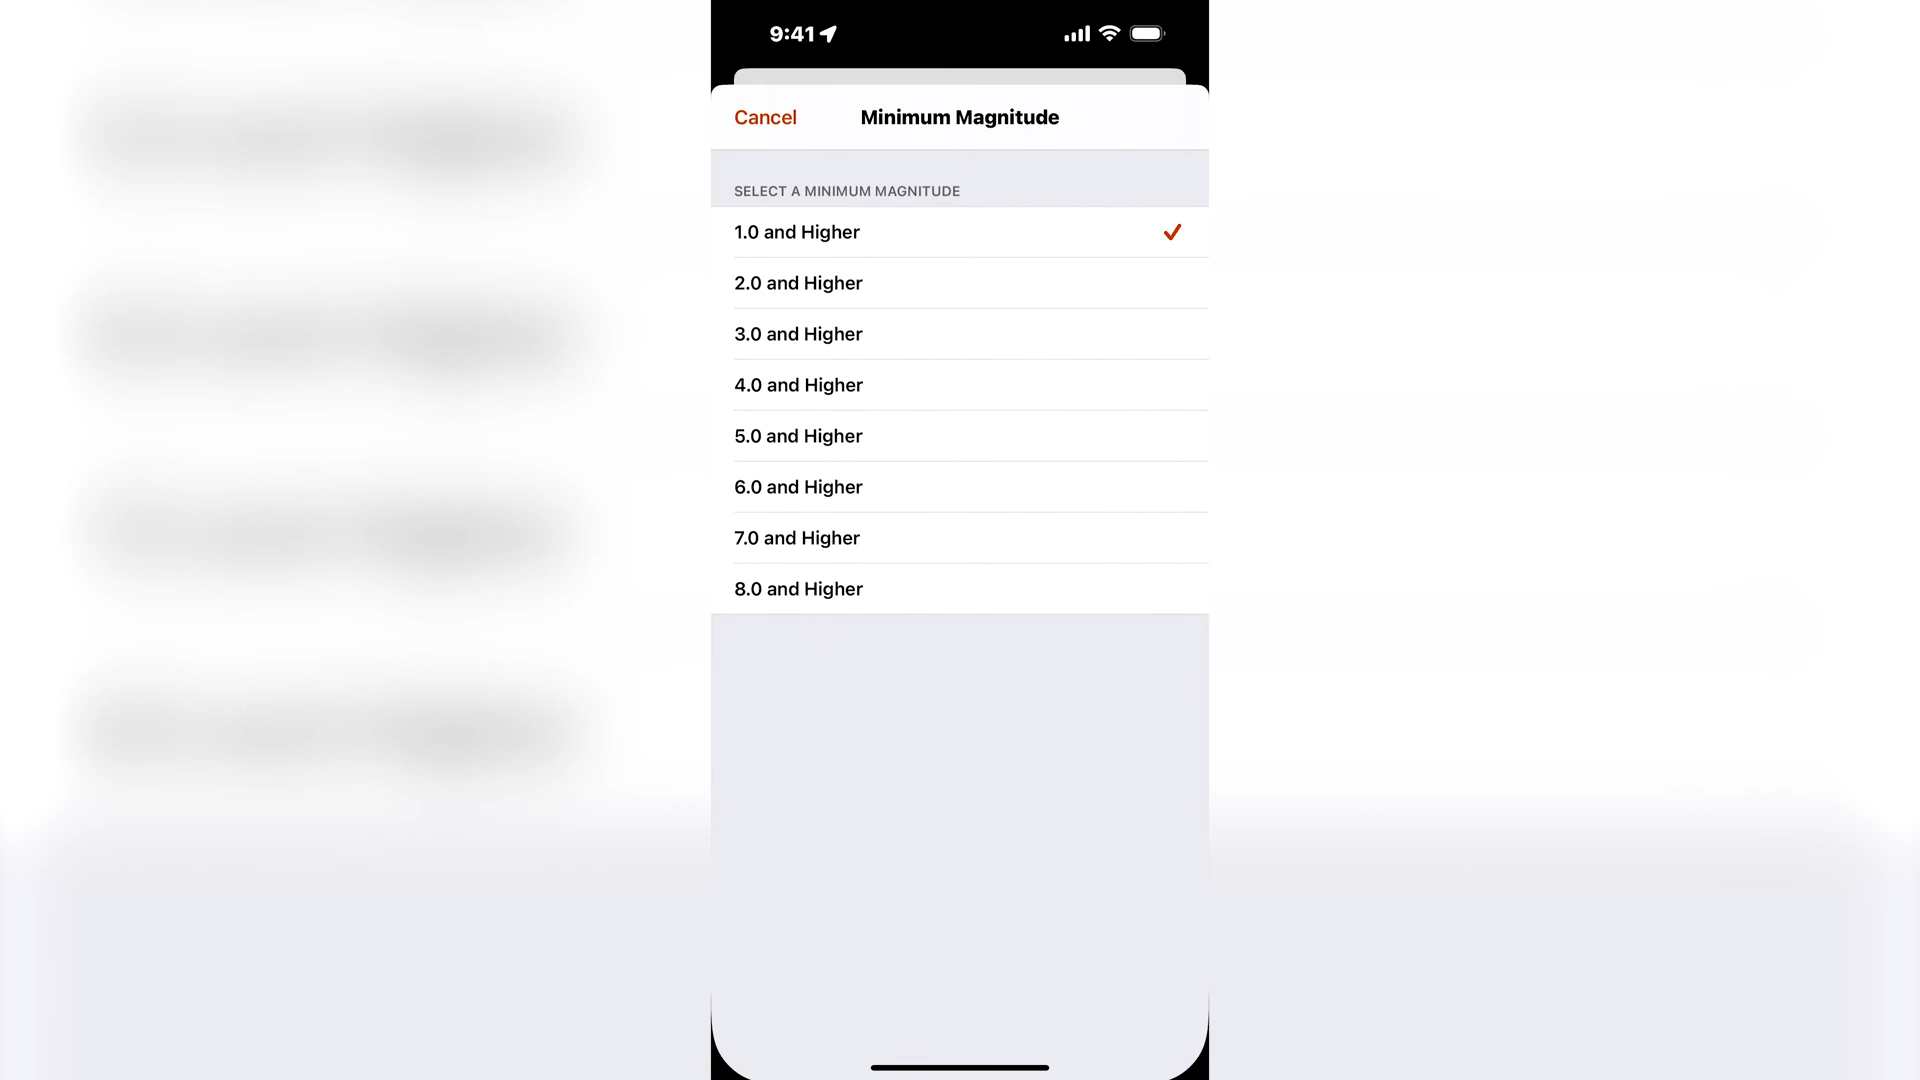 9:41
Cancel
Minimum Magnitude
SELECT A MINIMUM MAGNITUDE
1.0 and Higher
2.0 and Higher
3.0 and Higher
4.0 and Higher
5.0 and Higher
6.0 and Higher
7.0 and Higher
8.0 and Higher